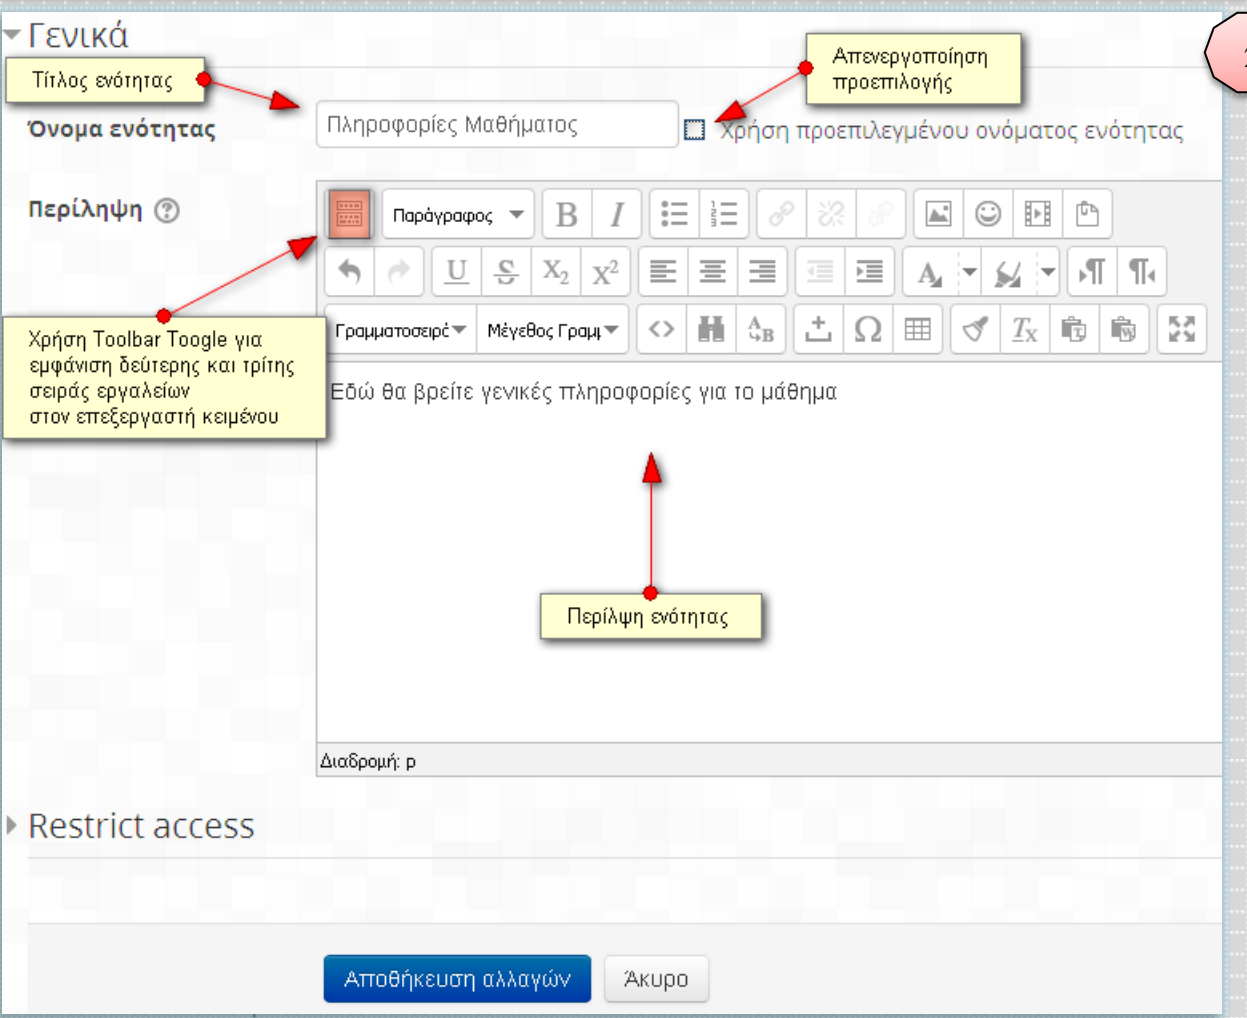 Γενικά
Τίτλος ενότητας
Απενεργοποίηση
προεπιλογής
Όνομα ενότητας
Πληροφορίες Μαθήματος
Χρήση προεπιλεγμένου ονόματος ενότητας
Περίληψη
Παράγραφος
Γραμματοσειρά
Μέγεθος Γραμμ
Χρήση Toolbar Toogle για
εμφάνιση δεύτερης και τρίτης
σειράς εργαλείων
στον επεξεργαστή κειμένου
Εδώ θα βρείτε γενικές πληροφορίες για το μάθημα
Περίλψη ενότητας
Διαδρομή: p
Restrict access
Αποθήκευση αλλαγών
Άκυρο